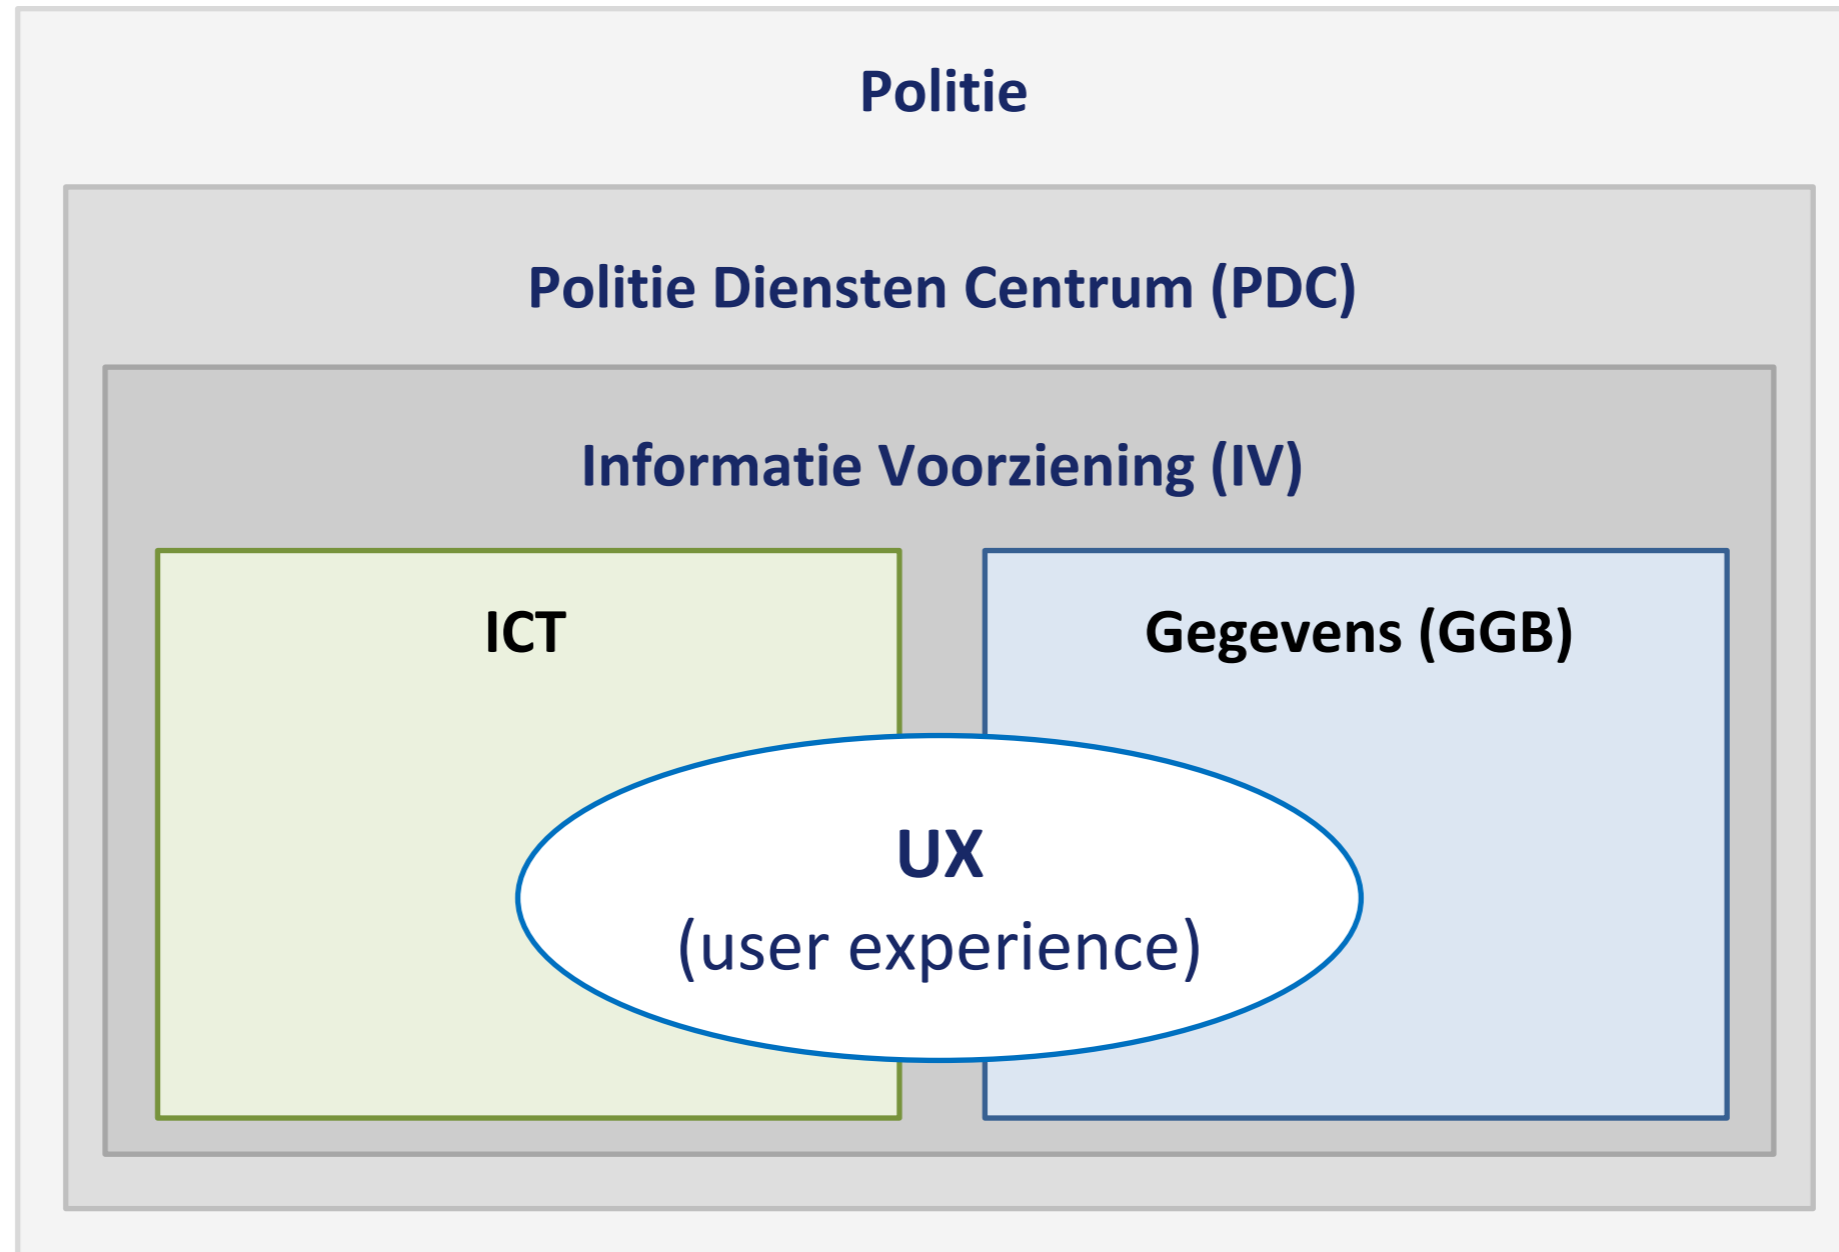 Politie
Politie Diensten Centrum (PDC)
Informatie Voorziening (IV)
ICT
Gegevens (GGB)
UX
(user experience)